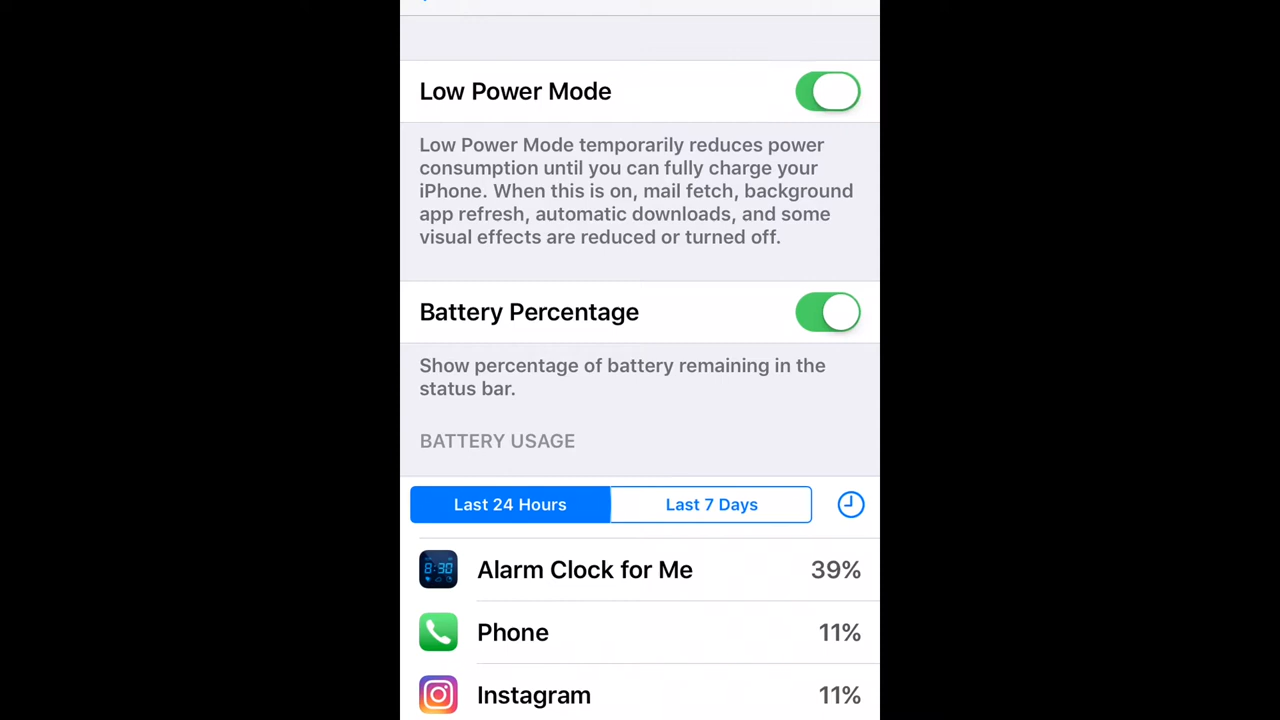 Low Power Mode
Low Power Mode temporarily reduces power
consumption until you can fully charge your
iPhone. When this is on, mail fetch, background
app refresh, automatic downloads, and some
visual effects are reduced or turned off.
Battery Percentage
Show percentage of battery remaining in the
status bar.
BATTERY USAGE
Last 24 Hours Last 7 Days
8:30 Alarm Clock for Me 39%
Phone 11%
Instagram 11%